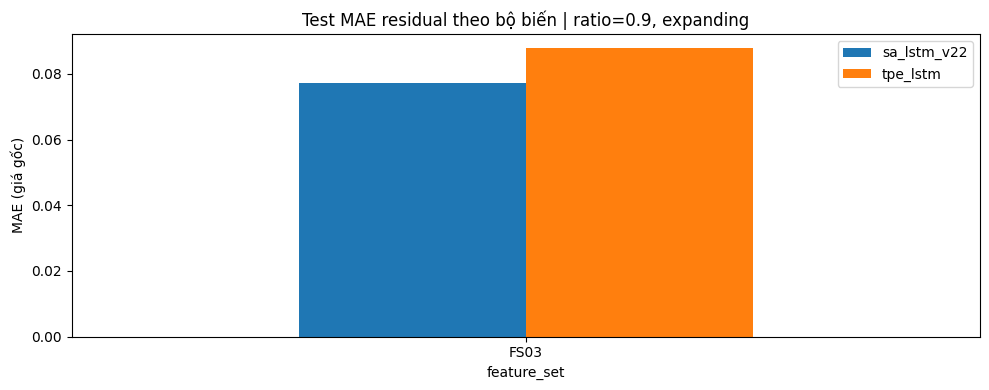 Test MAE residual theo bộ biến | ratio=0.9, expanding
sa_lstm_v22
tpe_lstm
MAE (giá gốc)
0.08
0.06
0.04
0.02
0.00
FS03
feature_set